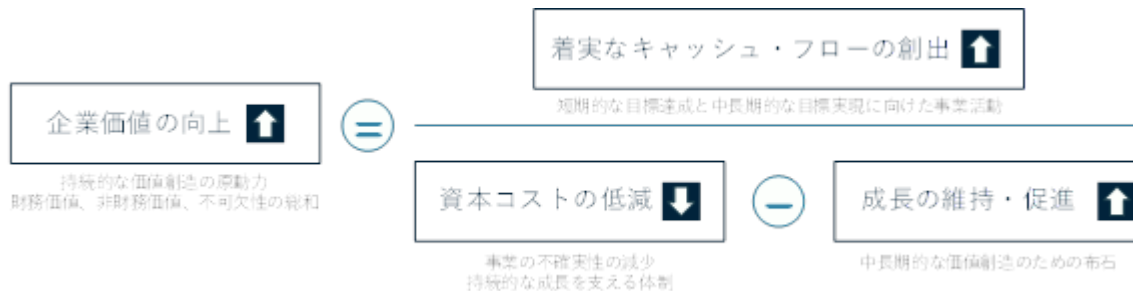 着実なキャッシュ・フローの創出
短期的な目標達成と中長期的な目標実現に向けた事業活動
企業価値の向上
=
持続的な価値創造の原動力
財務価値、非財務価値、不可欠性の総和
資本コストの低減
−
成長の維持・促進
事業の不確実性の減少
持続的な成長を支える体制
中長期的な価値創造のための布石